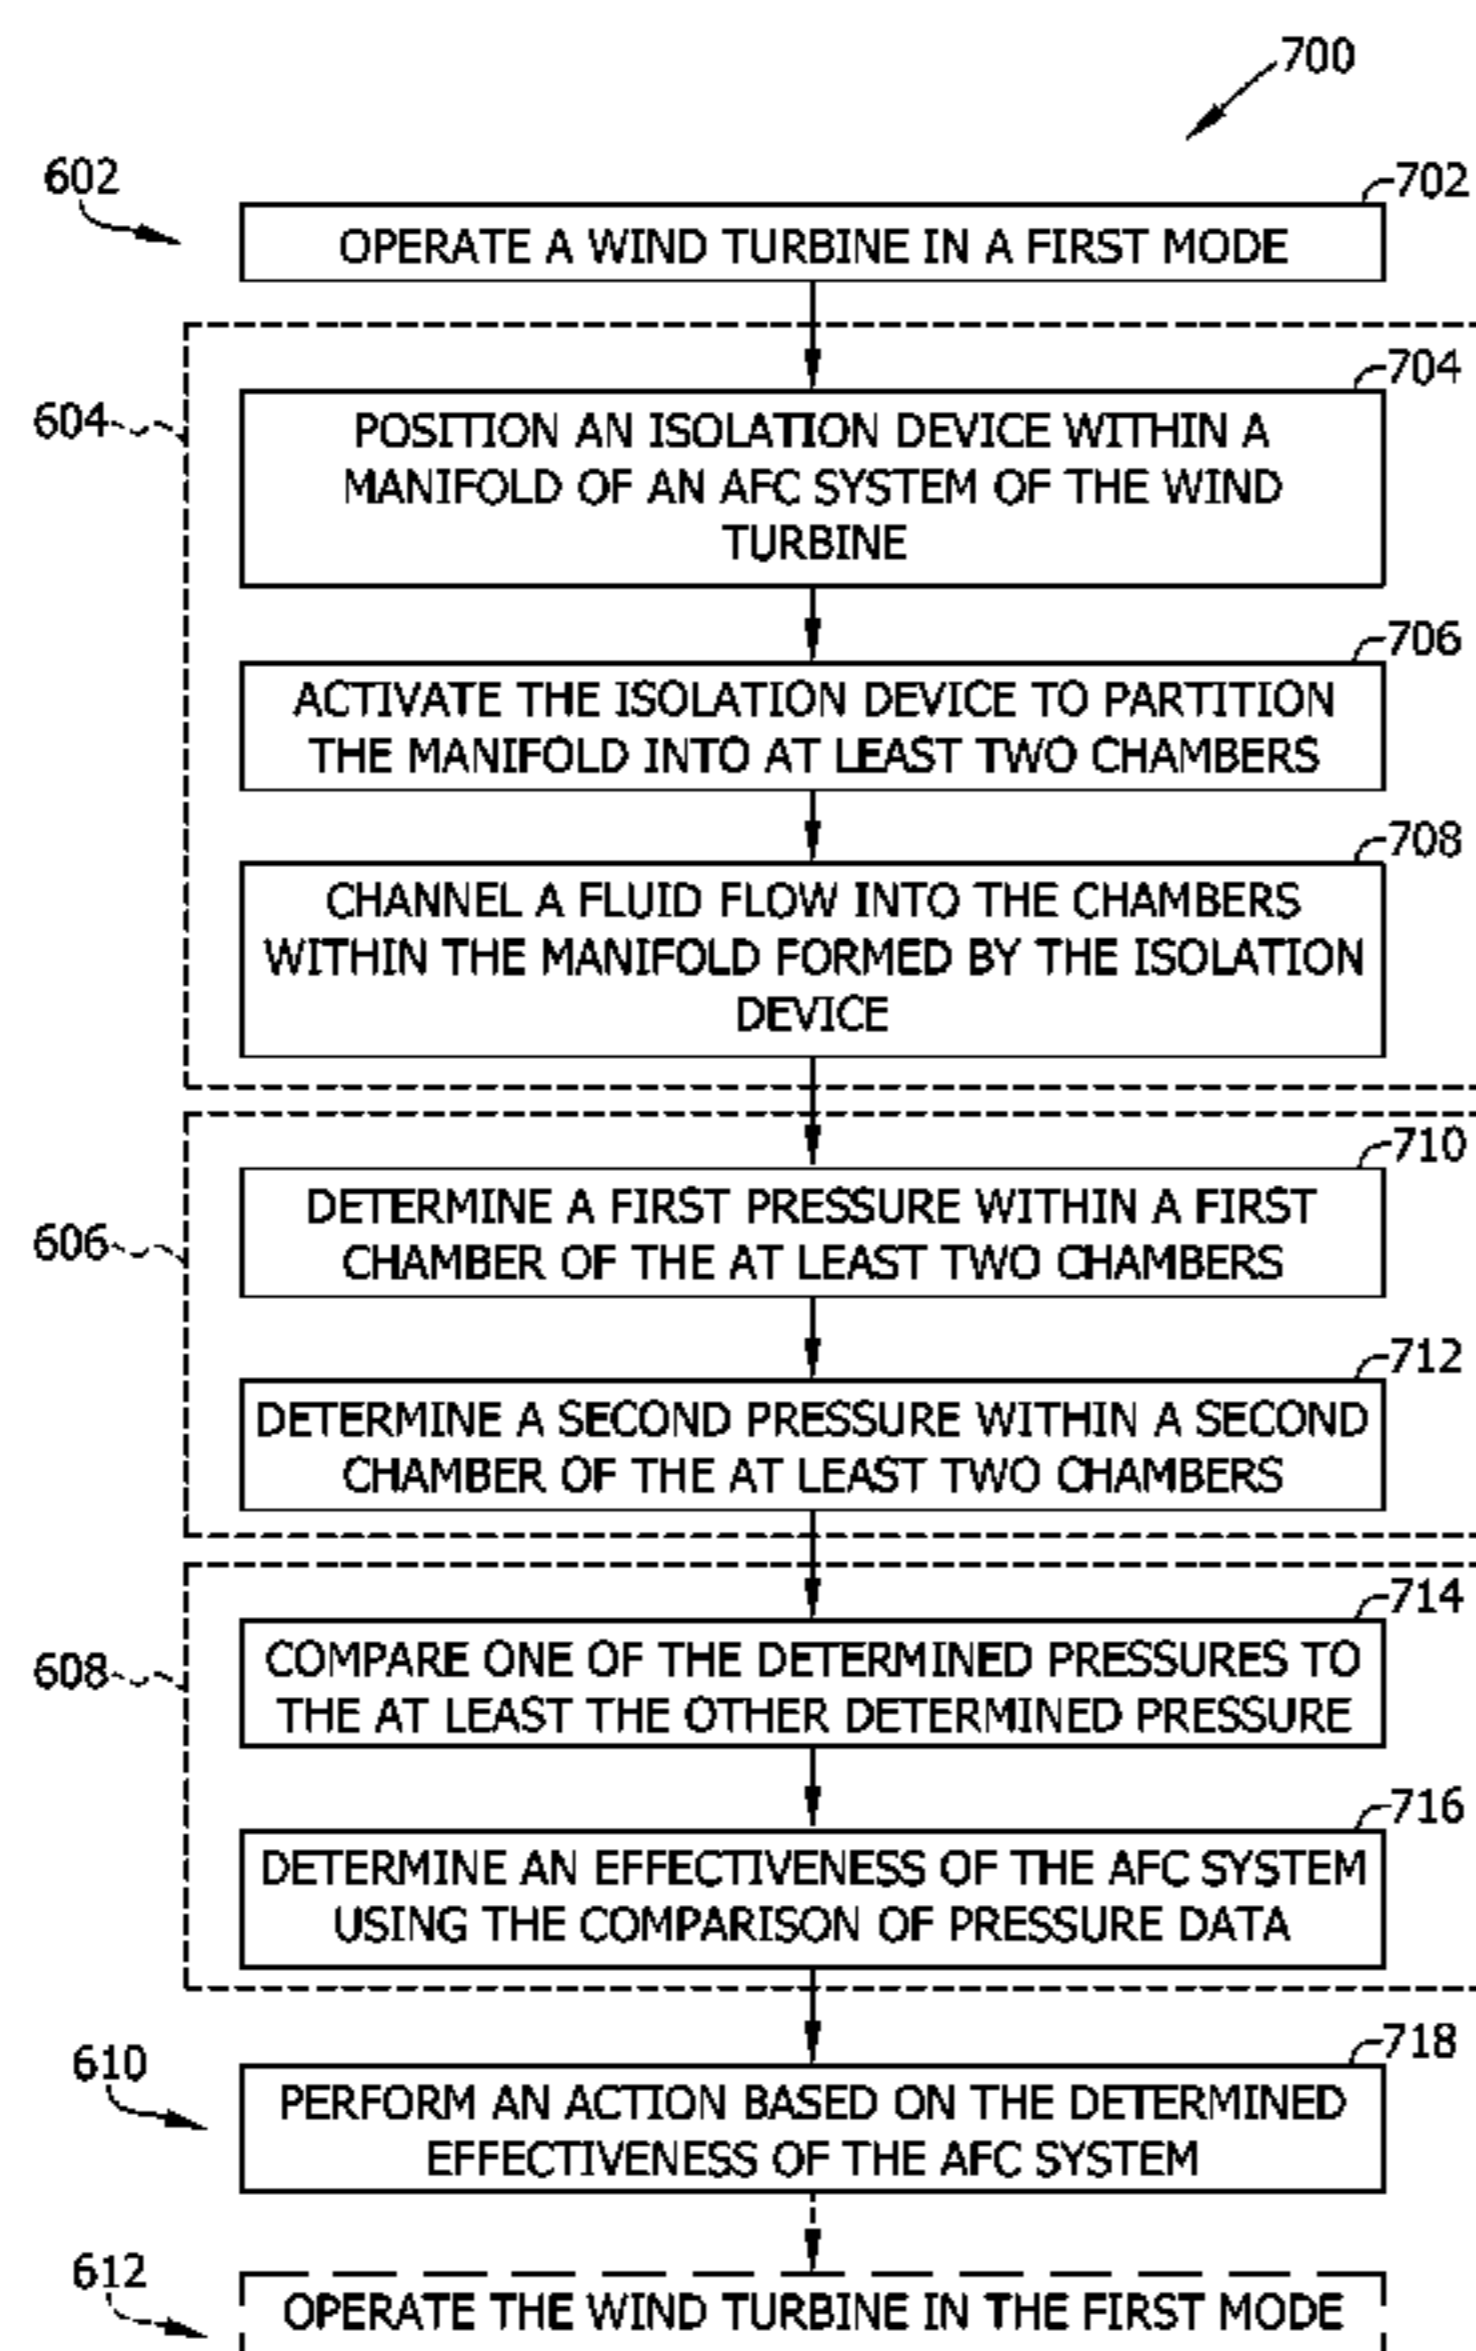 700
602
702
OPERATE A WIND TURBINE IN A FIRST MODE
704
604
POSITION AN ISOLATION DEVICE WITHIN A
MANIFOLD OF AN AFC SYSTEM OF THE WIND
TURBINE
706
ACTIVATE THE ISOLATION DEVICE TO PARTITION
THE MANIFOLD INTO AT LEAST TWO CHAMBERS
708
CHANNEL A FLUID FLOW INTO THE CHAMBERS
WITHIN THE MANIFOLD FORMED BY THE ISOLATION
DEVICE
710
606
DETERMINE A FIRST PRESSURE WITHIN A FIRST
CHAMBER OF THE AT LEAST TWO CHAMBERS
712
DETERMINE A SECOND PRESSURE WITHIN A SECOND
CHAMBER OF THE AT LEAST TWO CHAMBERS
714
608
COMPARE ONE OF THE DETERMINED PRESSURES TO
THE AT LEAST THE OTHER DETERMINED PRESSURE
716
DETERMINE AN EFFECTIVENESS OF THE AFC SYSTEM
USING THE COMPARISON OF PRESSURE DATA
718
610
PERFORM AN ACTION BASED ON THE DETERMINED
EFFECTIVENESS OF THE AFC SYSTEM
612
OPERATE THE WIND TURBINE IN THE FIRST MODE